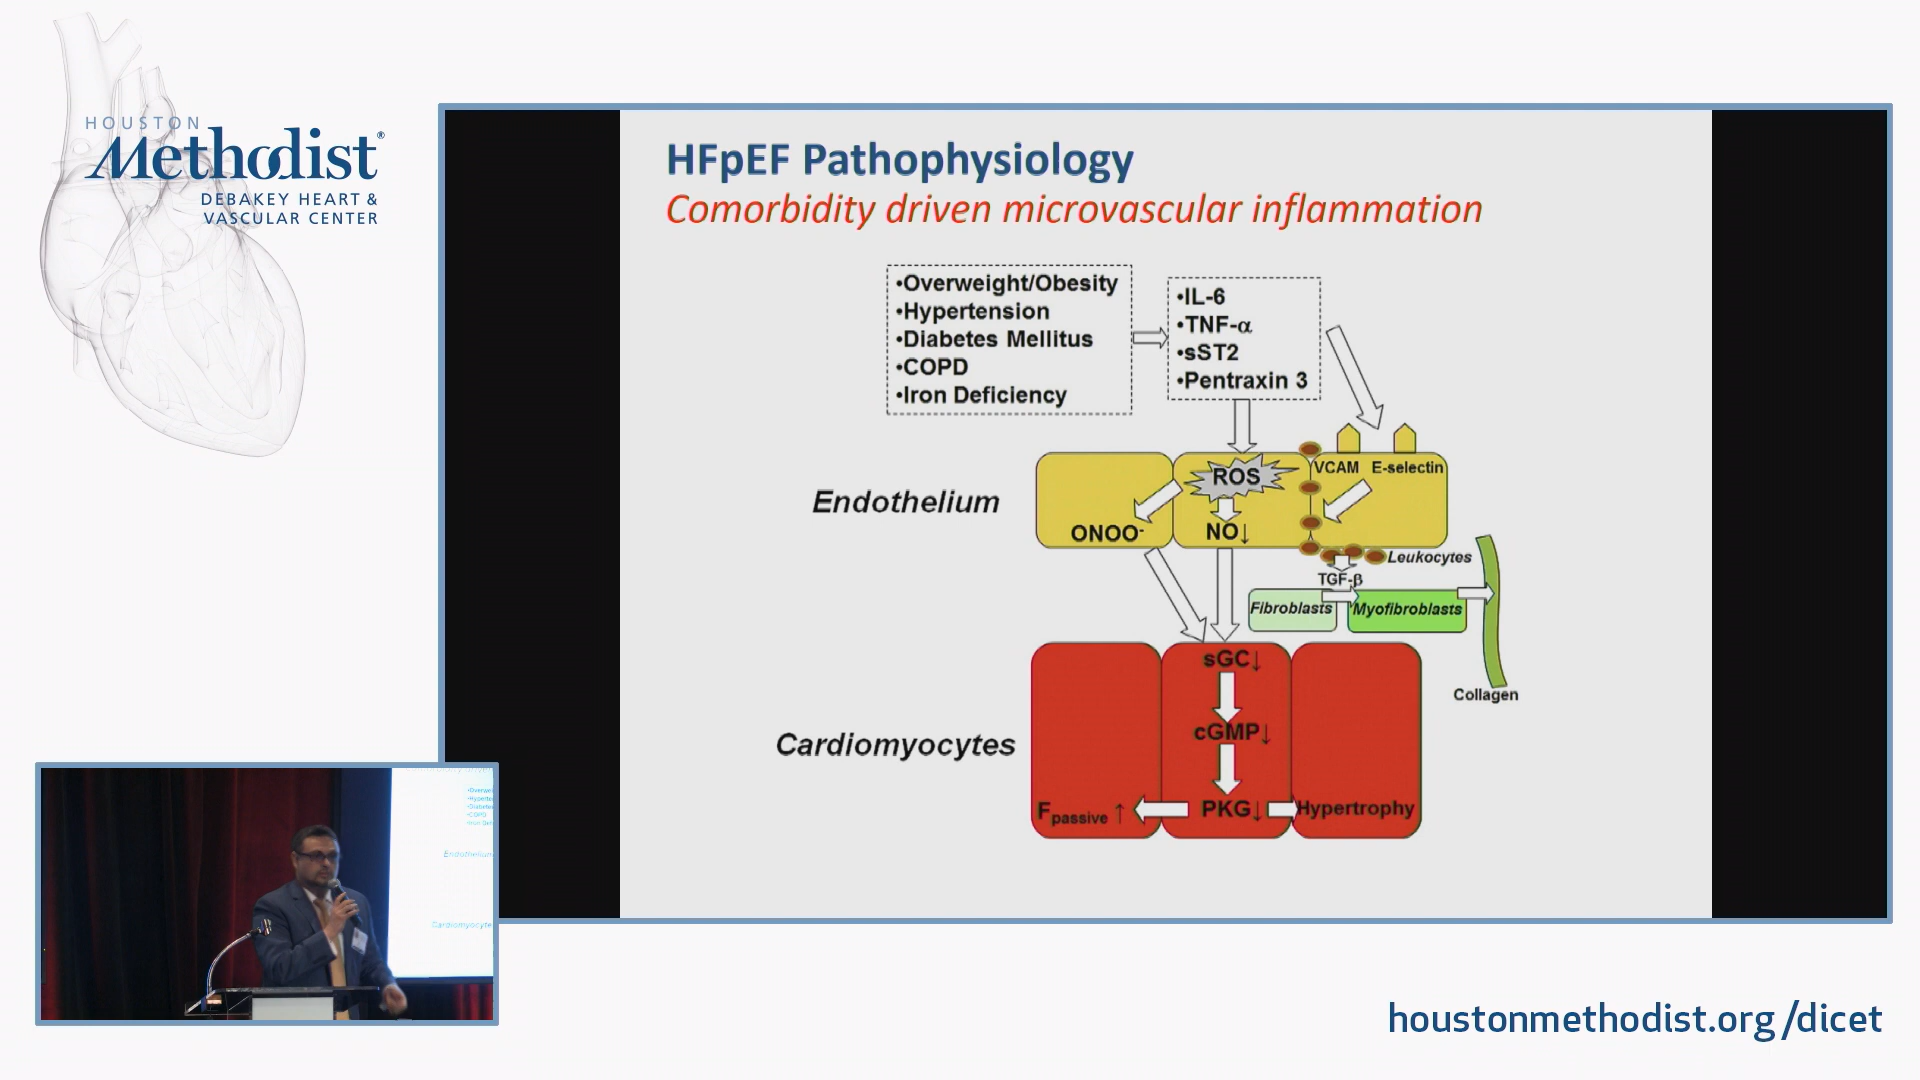 HOUSTON
Methodist®
DEBAKEY HEART &
VASCULAR CENTER
HFpEF Pathophysiology
Comorbidity driven microvascular inflammation
•Overweight/Obesity
•Hypertension
•Diabetes Mellitus
•COPD
•Iron Deficiency
•IL-6
•TNF-α
•sST2
•Pentraxin 3
Endothelium
ROS
VCAM
E-selectin
ONOO-
NO↓
Leukocytes
TGF-β
Fibroblasts
Myofibroblasts
Collagen
Cardiomyocytes
sGC↓
cGMP↓
Fpassive ↑
PKG↓
Hypertrophy
Endothelium
Cardiomyocyte
houstonmethodist.org/dicet